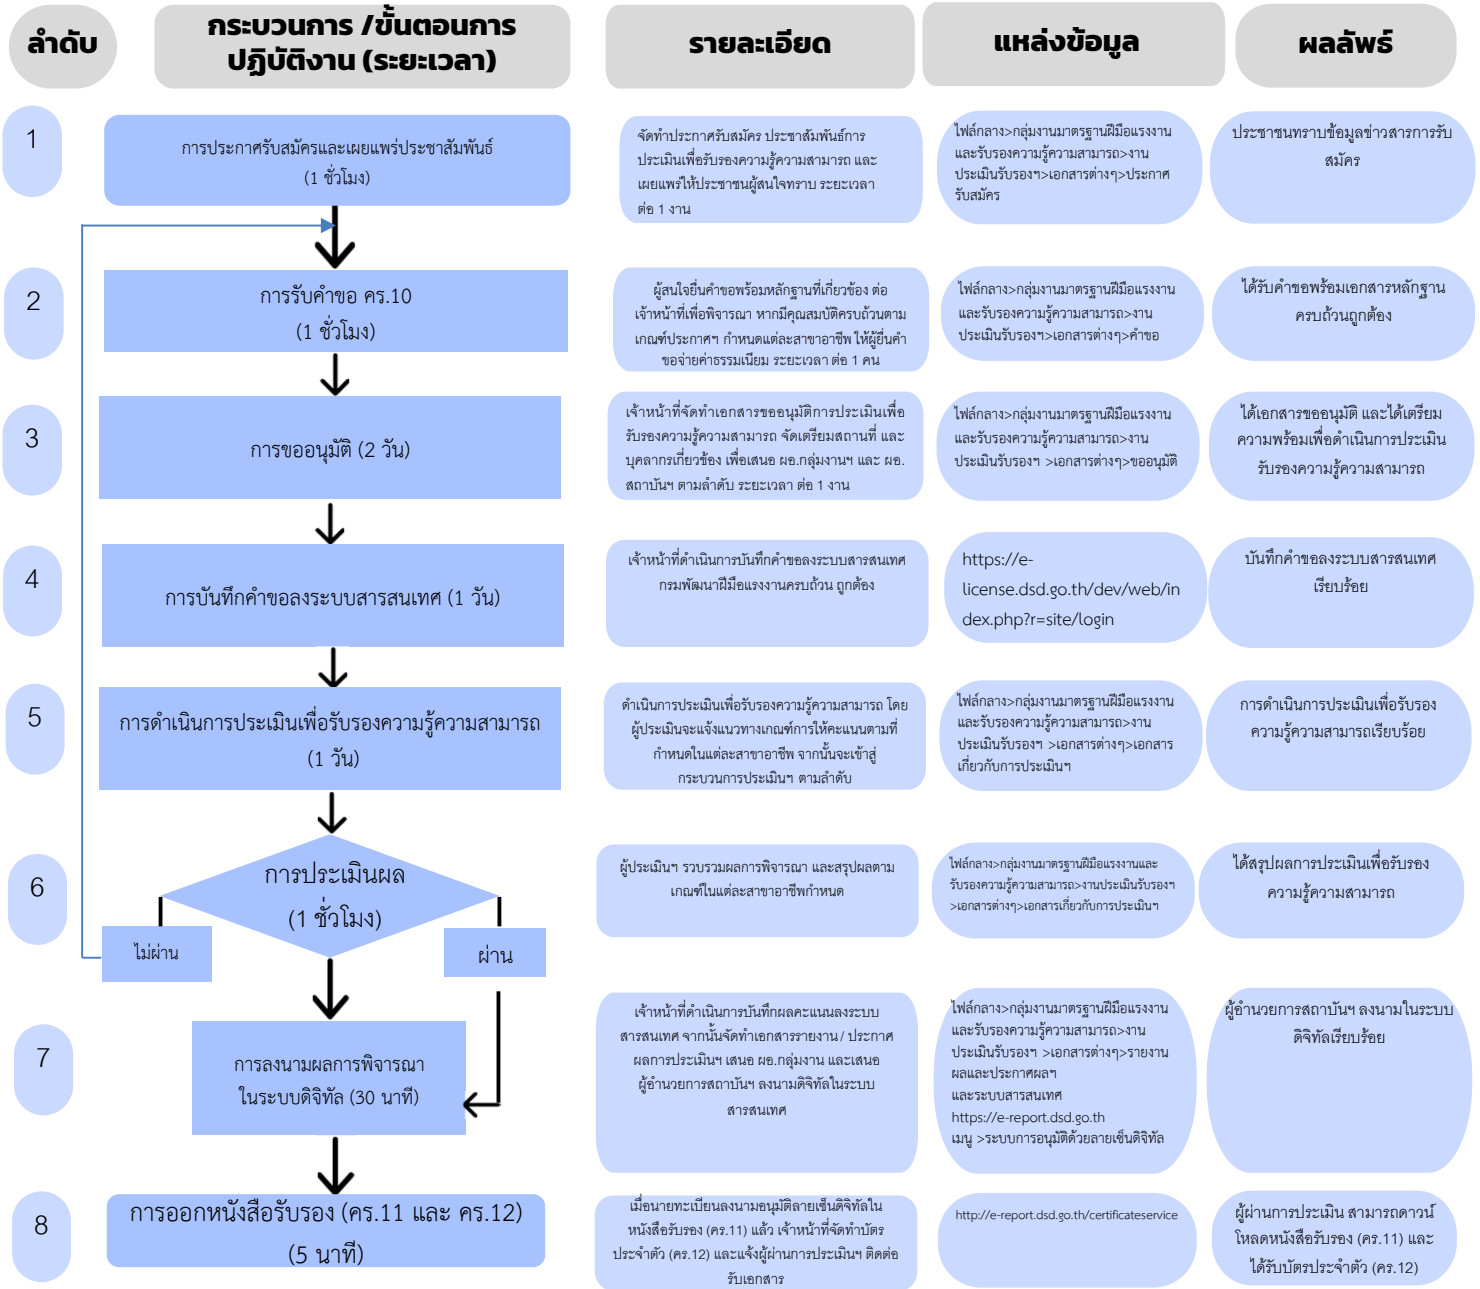 ลำดับ
กระบวนการ /ขั้นตอนการ
ปฏิบัติงาน (ระยะเวลา)
รายละเอียด
แหล่งข้อมูล
ผลลัพธ์
1
การประกาศรับสมัครและเผยแพร่ประชาสัมพันธ์
(1 ชั่วโมง)
จัดทำประกาศรับสมัคร ประชาสัมพันธ์การ
ประเมินเพื่อรับรองความรู้ความสามารถ และ
เผยแพร่ให้ประชาชนผู้สนใจทราบ ระยะเวลา
ต่อ 1 งาน
ไฟล์กลาง>กลุ่มงานมาตรฐานฝีมือแรงงาน
และรับรองความรู้ความสามารถ>งาน
ประเมินรับรองฯ>เอกสารต่างๆ>ประกาศ
รับสมัคร
ประชาชนทราบข้อมูลข่าวสารการรับ
สมัคร
2
การรับคำขอ คร.10
(1 ชั่วโมง)
ผู้สนใจยื่นคำขอพร้อมหลักฐานที่เกี่ยวข้อง ต่อ
เจ้าหน้าที่เพื่อพิจารณา หากมีคุณสมบัติครบถ้วนตาม
เกณฑ์ประกาศฯ กำหนดแต่ละสาขาอาชีพ ให้ผู้ยื่นคำ
ขอจ่ายค่าธรรมเนียม ระยะเวลา ต่อ 1 คน
ไฟล์กลาง>กลุ่มงานมาตรฐานฝีมือแรงงาน
และรับรองความรู้ความสามารถ>งาน
ประเมินรับรองฯ>เอกสารต่างๆ>คำขอ
ได้รับคำขอพร้อมเอกสารหลักฐาน
ครบถ้วนถูกต้อง
3
การขออนุมัติ (2 วัน)
เจ้าหน้าที่จัดทำเอกสารขออนุมัติการประเมินเพื่อ
รับรองความรู้ความสามารถ จัดเตรียมสถานที่ และ
บุคลากรเกี่ยวข้อง เพื่อเสนอ ผอ.กลุ่มงานฯ และ ผอ.
สถาบันฯ ตามลำดับ ระยะเวลา ต่อ 1 งาน
ไฟล์กลาง>กลุ่มงานมาตรฐานฝีมือแรงงาน
และรับรองความรู้ความสามารถ>งาน
ประเมินรับรองฯ >เอกสารต่างๆ>ขออนุมัติ
ได้เอกสารขออนุมัติ และได้เตรียม
ความพร้อมเพื่อดำเนินการประเมิน
รับรองความรู้ความสามารถ
4
การบันทึกคำขอลงระบบสารสนเทศ (1 วัน)
เจ้าหน้าที่ดำเนินการบันทึกคำขอลงระบบสารสนเทศ
กรมพัฒนาฝีมือแรงงานครบถ้วน ถูกต้อง
https://e-
license.dsd.go.th/dev/web/in
dex.php?r=site/login
บันทึกคำขอลงระบบสารสนเทศ
เรียบร้อย
5
การดำเนินการประเมินเพื่อรับรองความรู้ความสามารถ
(1 วัน)
ดำเนินการประเมินเพื่อรับรองความรู้ความสามารถ โดย
ผู้ประเมินจะแจ้งแนวทางเกณฑ์การให้คะแนนตามที่
กำหนดในแต่ละสาขาอาชีพ จากนั้นจะเข้าสู่
กระบวนการประเมินฯ ตามลำดับ
ไฟล์กลาง>กลุ่มงานมาตรฐานฝีมือแรงงาน
และรับรองความรู้ความสามารถ>งาน
ประเมินรับรองฯ >เอกสารต่างๆ>เอกสาร
เกี่ยวกับการประเมินฯ
การดำเนินการประเมินเพื่อรับรอง
ความรู้ความสามารถเรียบร้อย
6
การประเมินผล
(1 ชั่วโมง)
ไม่ผ่าน
ผ่าน
ผู้ประเมินฯ รวบรวมผลการพิจารณา และสรุปผลตาม
เกณฑ์ในแต่ละสาขาอาชีพกำหนด
ไฟล์กลาง>กลุ่มงานมาตรฐานฝีมือแรงงานและ
รับรองความรู้ความสามารถ>งานประเมินรับรองฯ
>เอกสารต่างๆ>เอกสารเกี่ยวกับการประเมินฯ
ได้สรุปผลการประเมินเพื่อรับรอง
ความรู้ความสามารถ
7
การลงนามผลการพิจารณา
ในระบบดิจิทัล (30 นาที)
เจ้าหน้าที่ดำเนินการบันทึกผลคะแนนลงระบบ
สารสนเทศ จากนั้นจัดทำเอกสารรายงาน/ ประกาศ
ผลการประเมินฯ เสนอ ผอ.กลุ่มงาน และเสนอ
ผู้อำนวยการสถาบันฯ ลงนามดิจิทัลในระบบ
สารสนเทศ
ไฟล์กลาง>กลุ่มงานมาตรฐานฝีมือแรงงาน
และรับรองความรู้ความสามารถ>งาน
ประเมินรับรองฯ >เอกสารต่างๆ>รายงาน
ผลและประกาศผลฯ
และระบบสารสนเทศ
https://e-report.dsd.go.th
เมนู >ระบบการอนุมัติด้วยลายเซ็นดิจิทัล
ผู้อำนวยการสถาบันฯ ลงนามในระบบ
ดิจิทัลเรียบร้อย
8
การออกหนังสือรับรอง (คร.11 และ คร.12)
(5 นาที)
เมื่อนายทะเบียนลงนามอนุมัติลายเซ็นดิจิทัลใน
หนังสือรับรอง (คร.11) แล้ว เจ้าหน้าที่จัดทำบัตร
ประจำตัว (คร.12) และแจ้งผู้ผ่านการประเมินฯ ติดต่อ
รับเอกสาร
http://e-report.dsd.go.th/certificateservice
ผู้ผ่านการประเมิน สามารถดาวน์
โหลดหนังสือรับรอง (คร.11) และ
ได้รับบัตรประจำตัว (คร.12)